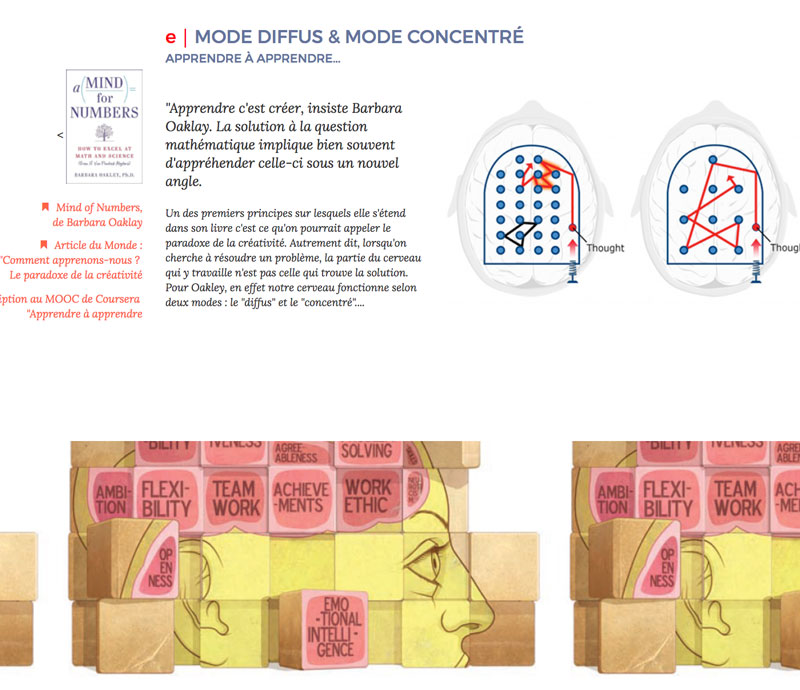 e | MODE DIFFUS & MODE CONCENTRÉ
APPRENDRE À APPRENDRE...
a MIND
for
NUMBERS
HOW TO EXCEL AT
MATH AND SCIENCE
BARBARA OAKLEY, PH.D.
<
Mind of Numbers,
de Barbara Oakley
Article du Monde :
"Comment apprenons-nous ?
Le paradoxe de la créativité
iption au MOOC de Coursera
"Apprendre à apprendre
"Apprendre c'est créer, insiste Barbara
Oaklay. La solution à la question
mathématique implique bien souvent
d'appréhender celle-ci sous un nouvel
angle.
Un des premiers principes sur lesquels elle s'étend
dans son livre c'est ce qu'on pourrait appeler le
paradoxe de la créativité. Autrement dit, lorsqu'on
cherche à résoudre un problème, la partie du cerveau
qui y travaille n'est pas celle qui trouve la solution.
Pour Oakley, en effet notre cerveau fonctionne selon
deux modes : le "diffus" et le "concentré"....
Thought
Though
BILITY
IVENESS
AGREE-
ABLENESS
SOLVING
AMBI-
TION
FLEXI-
BILITY
TEAM
WORK
ACHIEVE
-MENTS
WORK
ETHIC
OP
EN
NESS
EMO
-TIONAL
INTELLI-
GENCE
BILITY
IVENESS
AMBI-
TION
FLEXI-
BILITY
TEAM
WORK
OP
EN
NESS